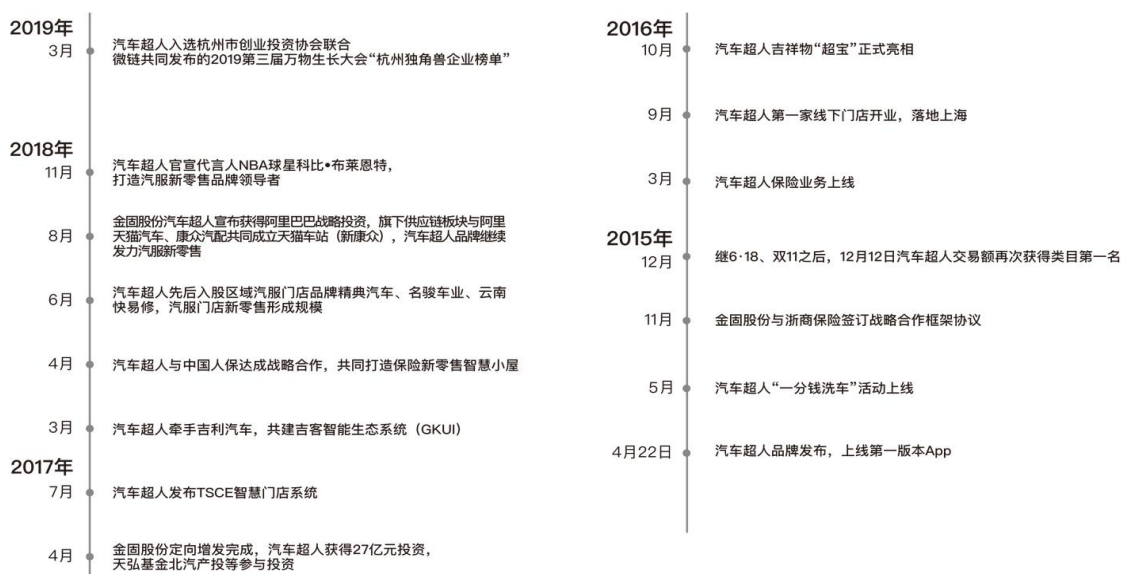 2019年
3月
汽车超人入选杭州市创业投资协会联合
微链共同发布的2019第三届万物生长大会“杭州独角兽企业榜单”
2018年
11月
汽车超人官宣代言人NBA球星科比•布莱恩特，
打造汽服新零售品牌领导者
8月
金固股份汽车超人宣布获得阿里巴巴战略投资，旗下供应链板块与阿里
天猫汽车、康众汽配共同成立天猫车站（新康众），汽车超人品牌继续
发力汽服新零售
6月
汽车超人先后入股区域汽服门店品牌精典汽车、名骏车业、云南
快易修，汽服门店新零售形成规模
4月
汽车超人与中国人保达成战略合作，共同打造保险新零售智慧小屋
3月
汽车超人牵手吉利汽车，共建吉客智能生态系统（GKUI）
2017年
7月
汽车超人发布TSCE智慧门店系统
4月
金固股份定向增发完成，汽车超人获得27亿元投资，
天弘基金北汽产投等参与投资
2016年
10月
汽车超人吉祥物“超宝”正式亮相
9月
汽车超人第一家线下门店开业，落地上海
3月
汽车超人保险业务上线
2015年
12月
继6·18、双11之后，12月12日汽车超人交易额再次获得类目第一名
11月
金固股份与浙商保险签订战略合作框架协议
5月
汽车超人“一分钱洗车”活动上线
4月22日
汽车超人品牌发布，上线第一版本App